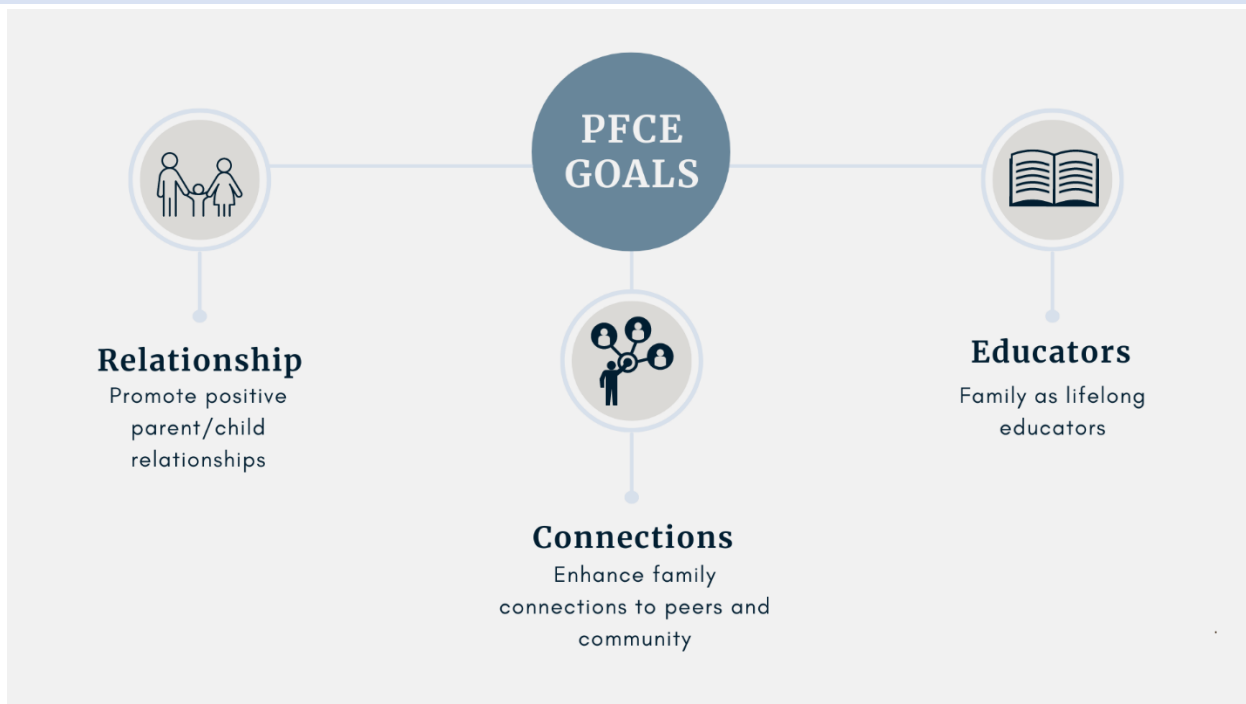 PFCE
GOALS
Relationship
Promote positive
parent/child
relationships
Connections
Enhance family
connections to peers and
community
Educators
Family as lifelong
educators